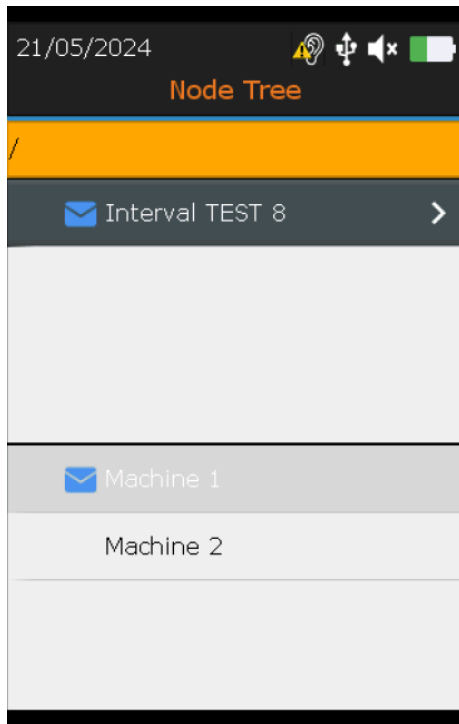 21/05/2024
Node Tree
/
Interval TEST 8
Machine 1
Machine 2